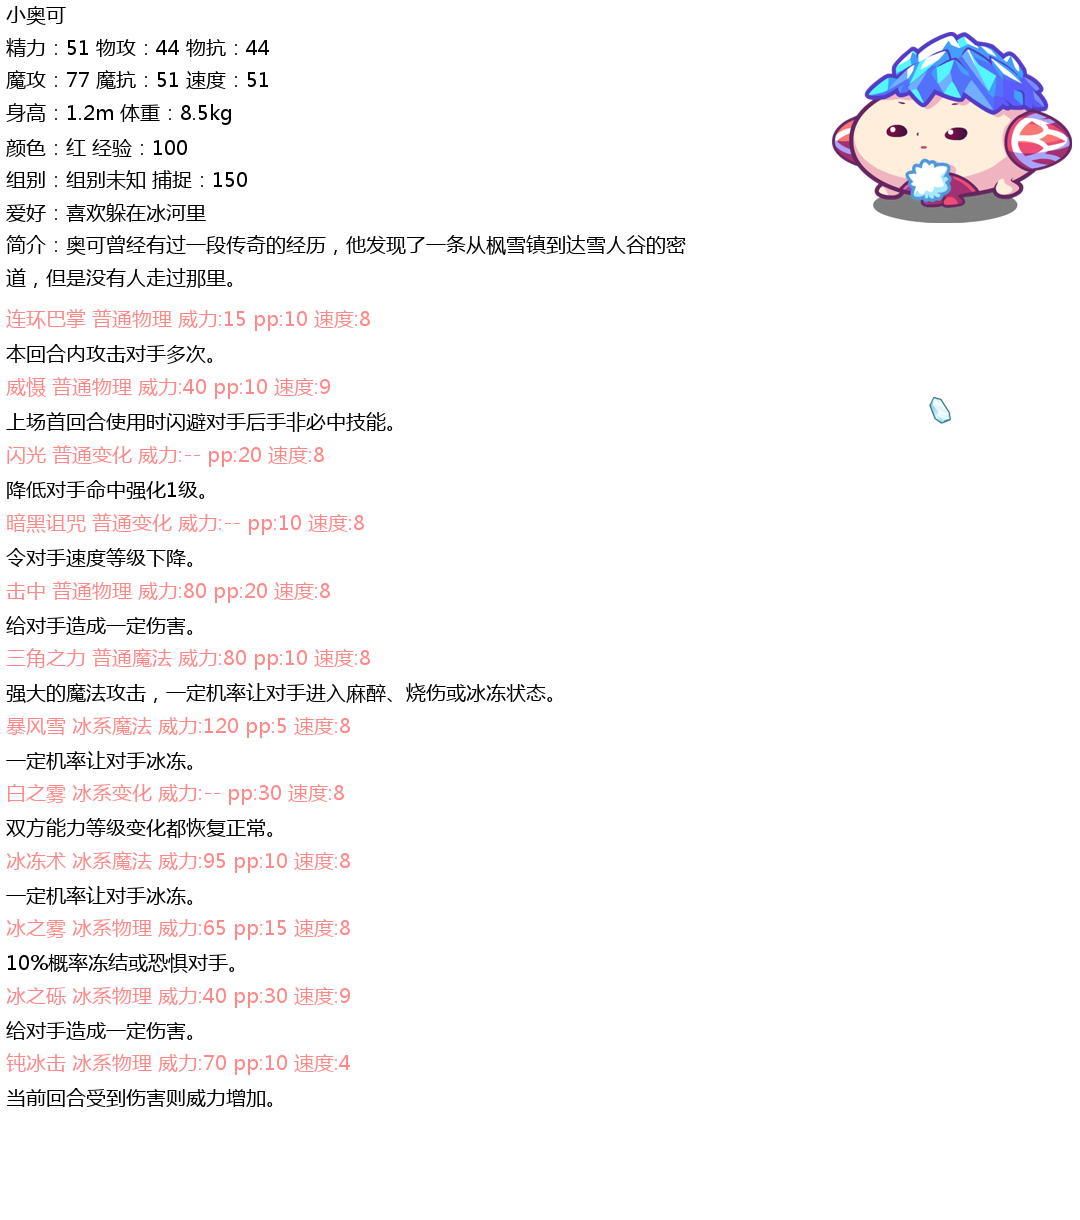 小奥可
精力：51 物攻：44 物抗：44
魔攻：77 魔抗：51 速度：51
身高：1.2m 体重：8.5kg
颜色：红 经验：100
组别：组别未知 捕捉：150
爱好：喜欢躲在冰河里
简介：奥可曾经有过一段传奇的经历，他发现了一条从枫雪镇到达雪人谷的密
道，但是没有人走过那里。
连环巴掌 普通物理 威力:15 pp:10 速度:8
本回合内攻击对手多次。
威慑 普通物理 威力:40 pp:10 速度:9
上场首回合使用时闪避对手后手非必中技能。
闪光 普通变化 威力:-- pp:20 速度:8
降低对手命中强化1级。
暗黑诅咒 普通变化 威力:-- pp:10 速度:8
令对手速度等级下降。
击中 普通物理 威力:80 pp:20 速度:8
给对手造成一定伤害。
三角之力 普通魔法 威力:80 pp:10 速度:8
强大的魔法攻击，一定机率让对手进入麻醉、烧伤或冰冻状态。
暴风雪 冰系魔法 威力:120 pp:5 速度:8
一定机率让对手冰冻。
白之雾 冰系变化 威力:-- pp:30 速度:8
双方能力等级变化都恢复正常。
冰冻术 冰系魔法 威力:95 pp:10 速度:8
一定机率让对手冰冻。
冰之雾 冰系物理 威力:65 pp:15 速度:8
10%概率冻结或恐惧对手。
冰之砾 冰系物理 威力:40 pp:30 速度:9
给对手造成一定伤害。
钝冰击 冰系物理 威力:70 pp:10 速度:4
当前回合受到伤害则威力增加。